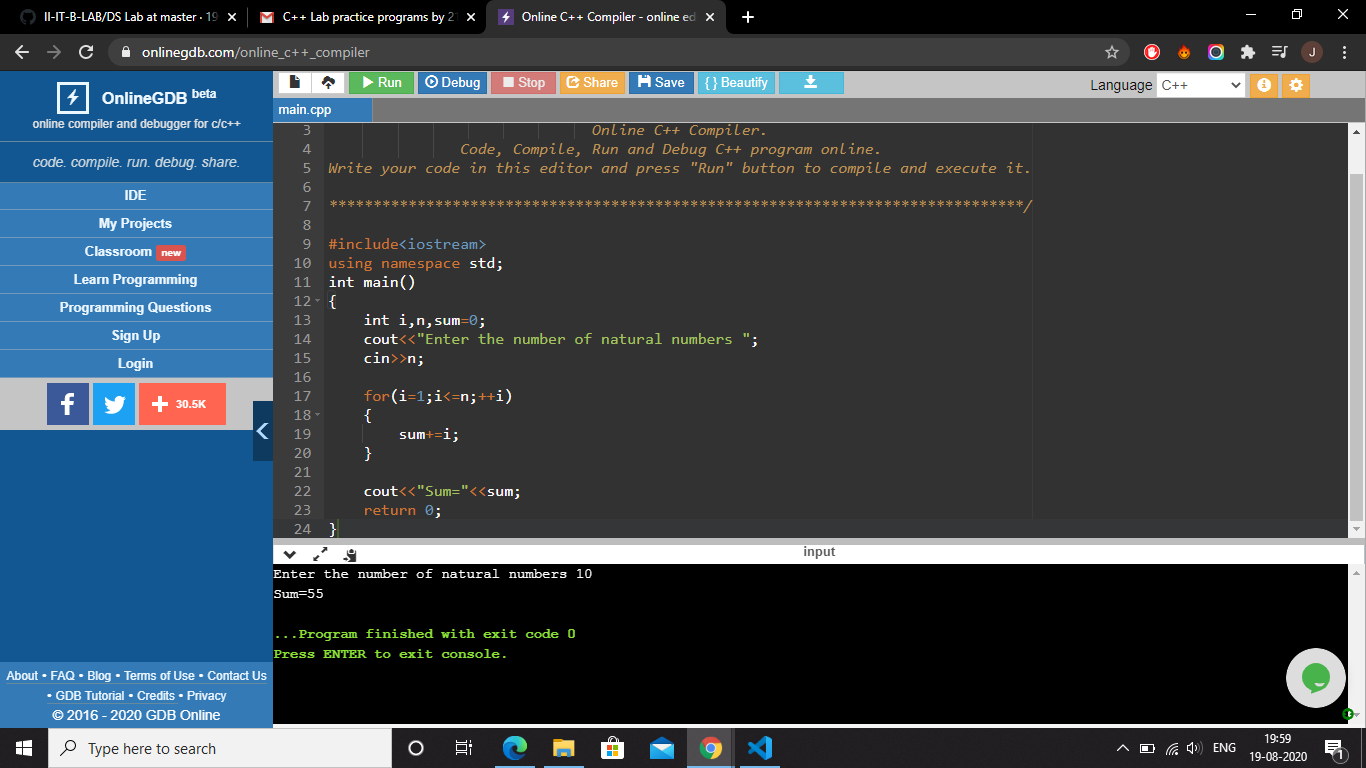 II-IT-B-LAB/DS Lab at master · 19
C++ Lab practice programs by 2
Online C++ Compiler - online ed
onlinegdb.com/online_c++_compiler
J
OnlineGDB beta
online compiler and debugger for c/c++
code. compile. run. debug. share.
IDE
My Projects
Classroom new
Learn Programming
Programming Questions
Sign Up
Login
30.5K
About • FAQ • Blog • Terms of Use • Contact Us
• GDB Tutorial • Credits • Privacy
© 2016 - 2020 GDB Online
Run Debug Stop Share Save { } Beautify
Language C++
main.cpp
3 Online C++ Compiler.
4 Code, Compile, Run and Debug C++ program online.
5 Write your code in this editor and press "Run" button to compile and execute it.
6
7 *******************************************************************************/
8
9 #include<iostream>
10 using namespace std;
11 int main()
12 {
13 int i,n,sum=0;
14 cout<<"Enter the number of natural numbers ";
15 cin>>n;
16
17 for(i=1;i<=n;++i)
18 {
19 sum+=i;
20 }
21
22 cout<<"Sum="<<sum;
23 return 0;
24 }
input
Enter the number of natural numbers 10
Sum=55
...Program finished with exit code 0
Press ENTER to exit console.
Type here to search
ENG
19:59
19-08-2020
1